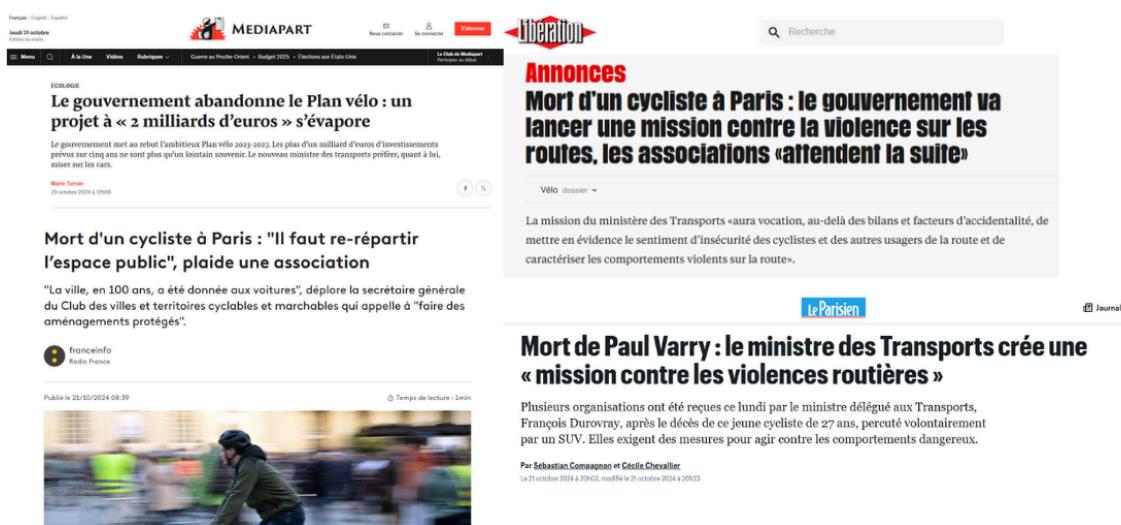 Français - English - Español
Jeudi 31 octobre
Édition du matin
MEDIAPART
Nous contacter
Se connecter
S'abonner
Menu
À la Une
Vidéos
Rubriques
Guerre au Proche-Orient - Budget 2025 - Élections aux États-Unis
Le Club de Mediapart
Participez au débat
ÉCOLOGIE
Le gouvernement abandonne le Plan vélo : un
projet à « 2 milliards d'euros » s'évapore
Le gouvernement met au rebut l'ambitieux Plan vélo 2023-2027. Les plus d'un milliard d'euros d'investissements
prévus sur cinq ans ne sont plus qu'un lointain souvenir. Le nouveau ministre des transports préfère, quant à lui,
miser sur les cars.
Marie Turcan
29 octobre 2024 à 12h00
Mort d'un cycliste à Paris : "Il faut re-répartir
l'espace public", plaide une association
"La ville, en 100 ans, a été donnée aux voitures", déplore la secrétaire générale
du Club des villes et territoires cyclables et marchables qui appelle à "faire des
aménagements protégés".
franceinfo
Radio France
Publié le 21/10/2024 08:39
Temps de lecture : 1min
Libération
Recherche
Annonces
Mort d'un cycliste à Paris : le gouvernement va
lancer une mission contre la violence sur les
routes, les associations «attendent la suite»
Vélo dossier
La mission du ministère des Transports «aura vocation, au-delà des bilans et facteurs d'accidentalité, de
mettre en évidence le sentiment d'insécurité des cyclistes et des autres usagers de la route et de
caractériser les comportements violents sur la route».
Le Parisien
Journal
Mort de Paul Varry : le ministre des Transports crée une
« mission contre les violences routières »
Plusieurs organisations ont été reçues ce lundi par le ministre délégué aux Transports,
François Durovray, après le décès de ce jeune cycliste de 27 ans, percuté volontairement
par un SUV. Elles exigent des mesures pour agir contre les comportements dangereux.
Par Sébastian Compagnon et Cécile Chevallier
Le 21 octobre 2024 à 20h02, modifié le 21 octobre 2024 à 20h23